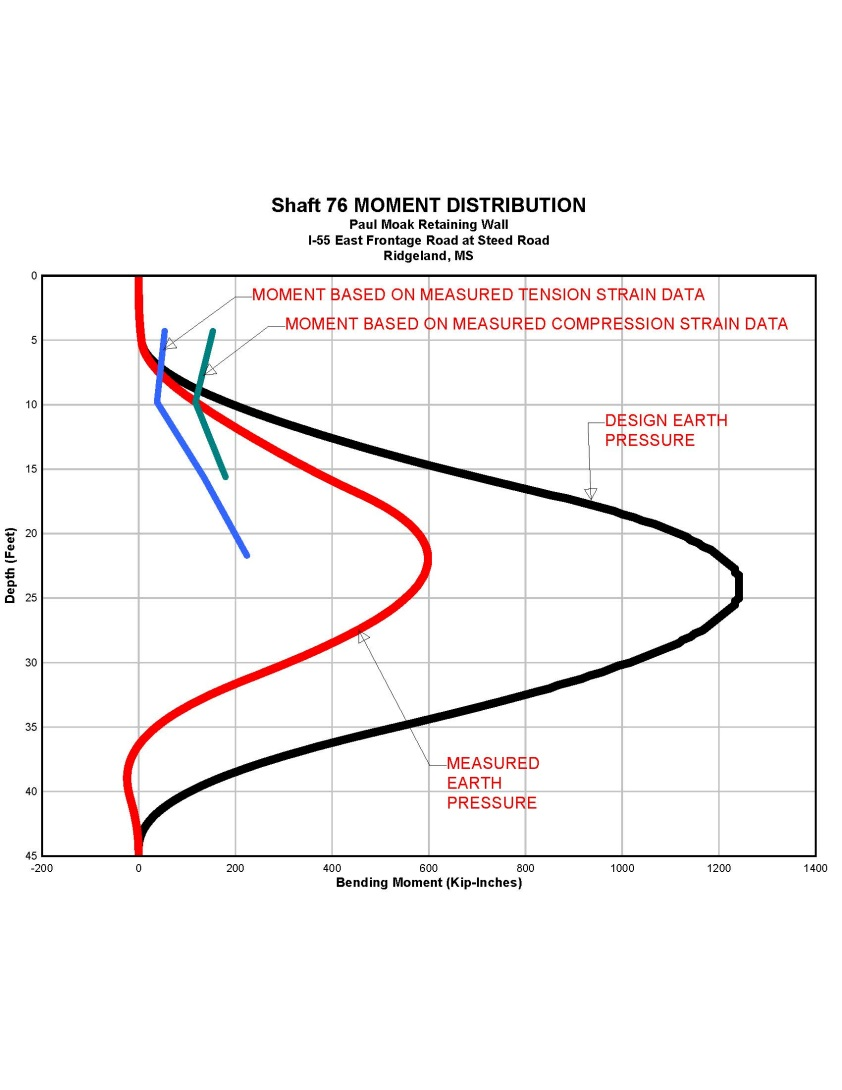 Shaft 76 MOMENT DISTRIBUTION
Paul Moak Retaining Wall
I-55 East Frontage Road at Steed Road
Ridgeland, MS
0
MOMENT BASED ON MEASURED TENSION STRAIN DATA
MOMENT BASED ON MEASURED COMPRESSION STRAIN DATA
5
10
DESIGN EARTH
PRESSURE
15
20
Depth (Feet)
25
30
35
MEASURED
EARTH
PRESSURE
40
45
-200 0 200 400 600 800 1000 1200 1400
Bending Moment (Kip-Inches)